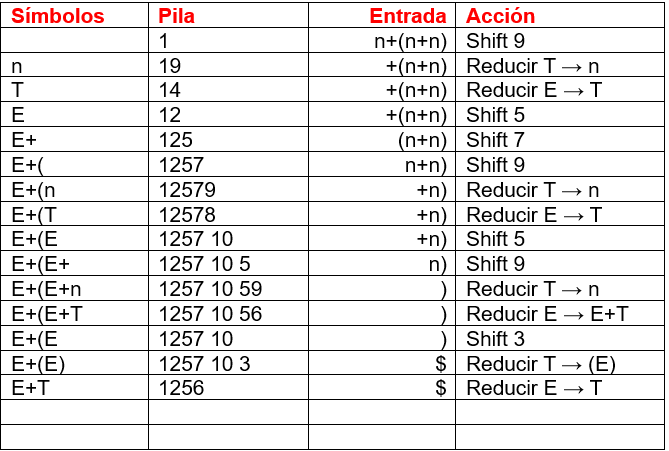 Símbolos Pila Entrada Acción
1 n+(n+n) Shift 9
n 19 +(n+n) Reducir T → n
T 14 +(n+n) Reducir E → T
E 12 +(n+n) Shift 5
E+ 125 (n+n) Shift 7
E+( 1257 n+n) Shift 9
E+(n 12579 +n) Reducir T → n
E+(T 12578 +n) Reducir E → T
E+(E 1257 10 +n) Shift 5
E+(E+ 1257 10 5 n) Shift 9
E+(E+n 1257 10 59 ) Reducir T → n
E+(E+T 1257 10 56 ) Reducir E → E+T
E+(E 1257 10 ) Shift 3
E+(E) 1257 10 3 $ Reducir T → (E)
E+T 1256 $ Reducir E → T